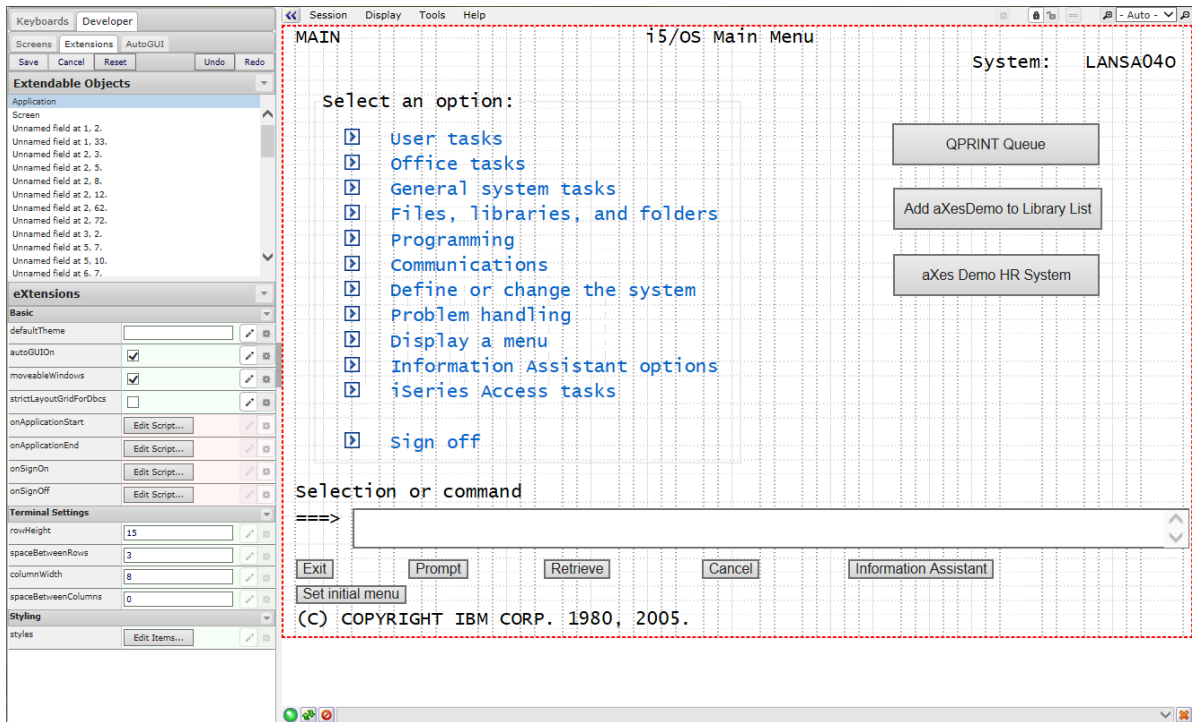 Keyboards Developer
Screens Extensions AutoGUI
Save Cancel Reset Undo Redo
Extendable Objects
Application
Screen
Unnamed field at 1, 2.
Unnamed field at 1, 33.
Unnamed field at 2, 3.
Unnamed field at 2, 5.
Unnamed field at 2, 8.
Unnamed field at 2, 12.
Unnamed field at 2, 62.
Unnamed field at 2, 72.
Unnamed field at 3, 2.
Unnamed field at 5, 7.
Unnamed field at 5, 10.
Unnamed field at 6, 7.
eXtensions
Basic
defaultTheme
autoGUIOn
moveableWindows
strictLayoutGridForDbcs
onApplicationStart Edit Script...
onApplicationEnd Edit Script...
onSignOn Edit Script...
onSignOff Edit Script...
Terminal Settings
rowHeight 15
spaceBetweenRows 3
columnWidth 8
spaceBetweenColumns 0
Styling
styles Edit Items...
Session Display Tools Help
- Auto -
MAIN i5/OS Main Menu
System: LANSA04O
Select an option:
User tasks
Office tasks
General system tasks
Files, libraries, and folders
Programming
Communications
Define or change the system
Problem handling
Display a menu
Information Assistant options
iSeries Access tasks
Sign off
QPRINT Queue
Add aXesDemo to Library List
aXes Demo HR System
Selection or command
===>
Exit Prompt Retrieve Cancel Information Assistant
Set initial menu
(C) COPYRIGHT IBM CORP. 1980, 2005.